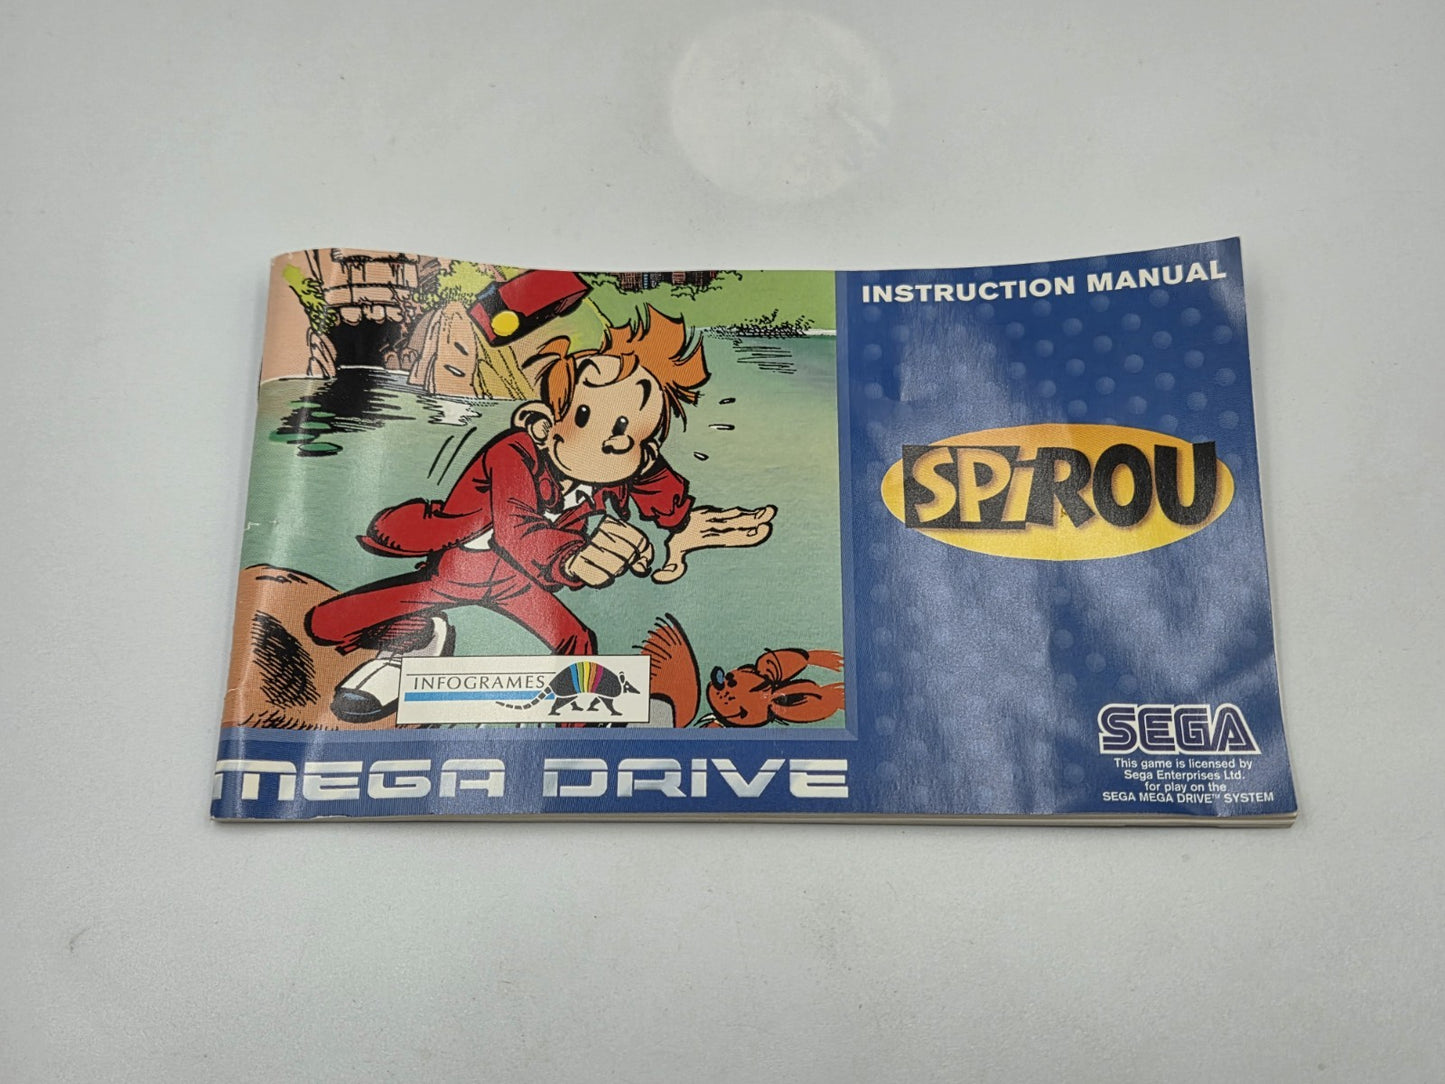 INSTRUCTION MANUAL
SPiROU
INFOGRAMES
MEGA DRIVE
SEGA
This game is licensed by
Sega Enterprises Ltd.
for play on the
SEGA MEGA DRIVE™ SYSTEM